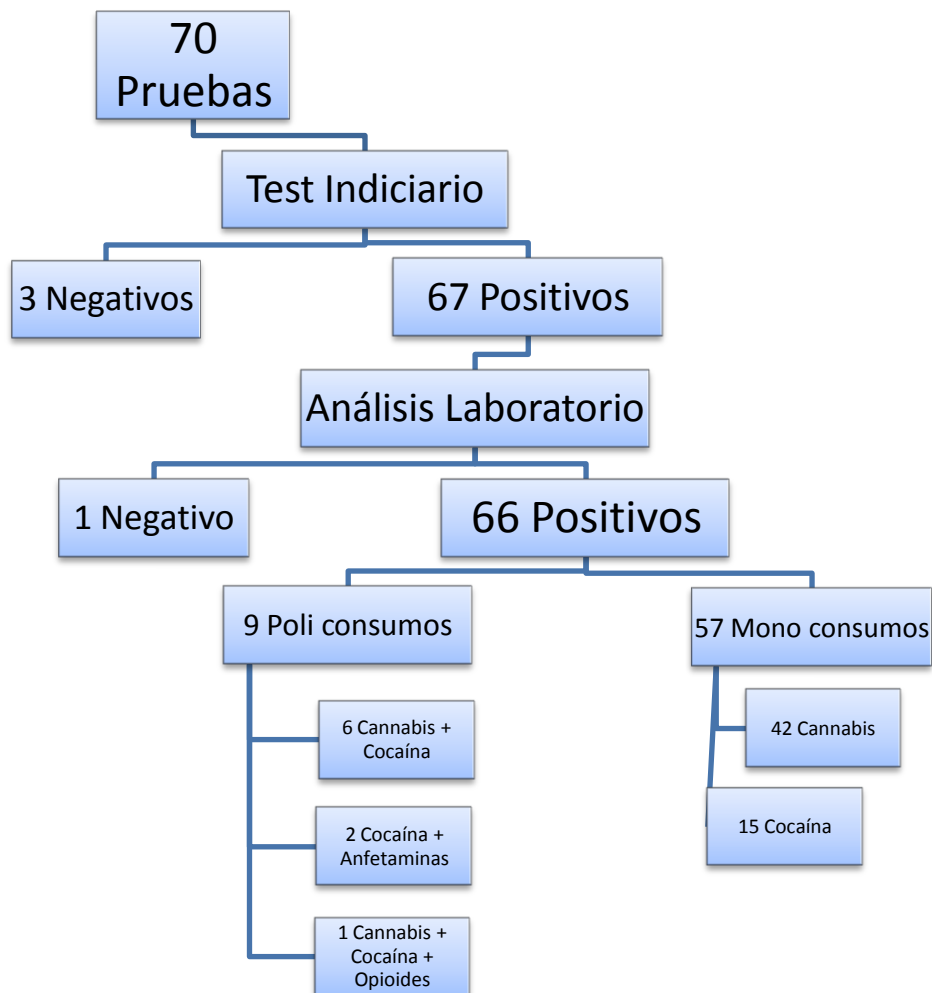 70
Pruebas
Test Indiciario
3 Negativos
67 Positivos
Análisis Laboratorio
1 Negativo
66 Positivos
9 Poli consumos
57 Mono consumos
6 Cannabis +
Cocaína
42 Cannabis
2 Cocaína +
Anfetaminas
15 Cocaína
1 Cannabis +
Cocaína +
Opioides